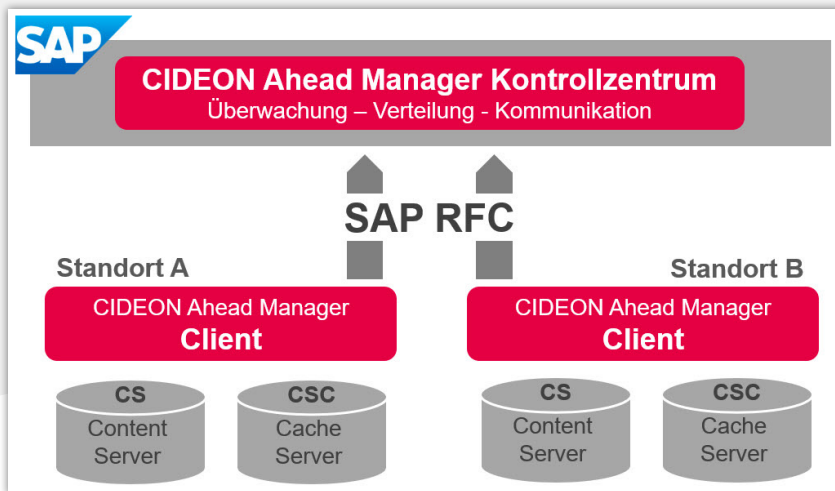 SAP
CIDEON Ahead Manager Kontrollzentrum
Überwachung – Verteilung - Kommunikation
SAP RFC
Standort A
Standort B
CIDEON Ahead Manager
Client
CIDEON Ahead Manager
Client
CS
Content
Server
CSC
Cache
Server
CS
Content
Server
CSC
Cache
Server